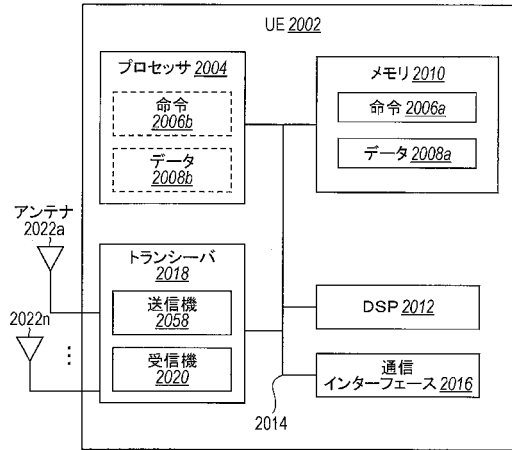 UE 2002
プロセッサ 2004
命令
2006b
データ
2008b
メモリ 2010
命令 2006a
データ 2008a
アンテナ
2022a
トランシーバ
2018
送信機
2058
受信機
2020
2022n
⋮
DSP 2012
通信
インターフェース 2016
2014